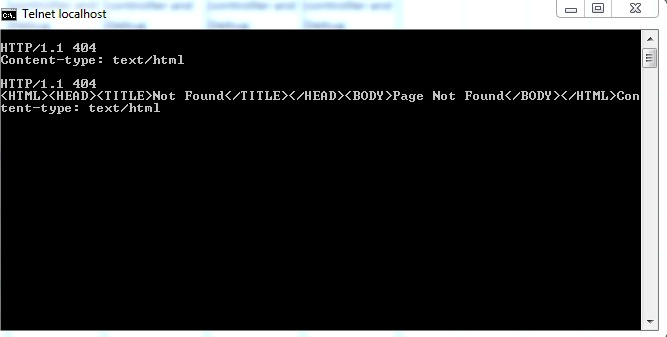 Telnet localhost
HTTP/1.1 404
Content-type: text/html
HTTP/1.1 404
<HTML><HEAD><TITLE>Not Found</TITLE></HEAD><BODY>Page Not Found</BODY></HTML>Con
tent-type: text/html